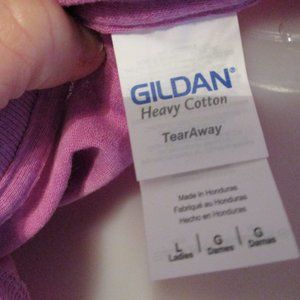 GILDAN®
Heavy Cotton
TearAway
Made in Honduras
Fabriqué au Honduras
Hecho en Honduras
L G G
Ladies Dames Damas